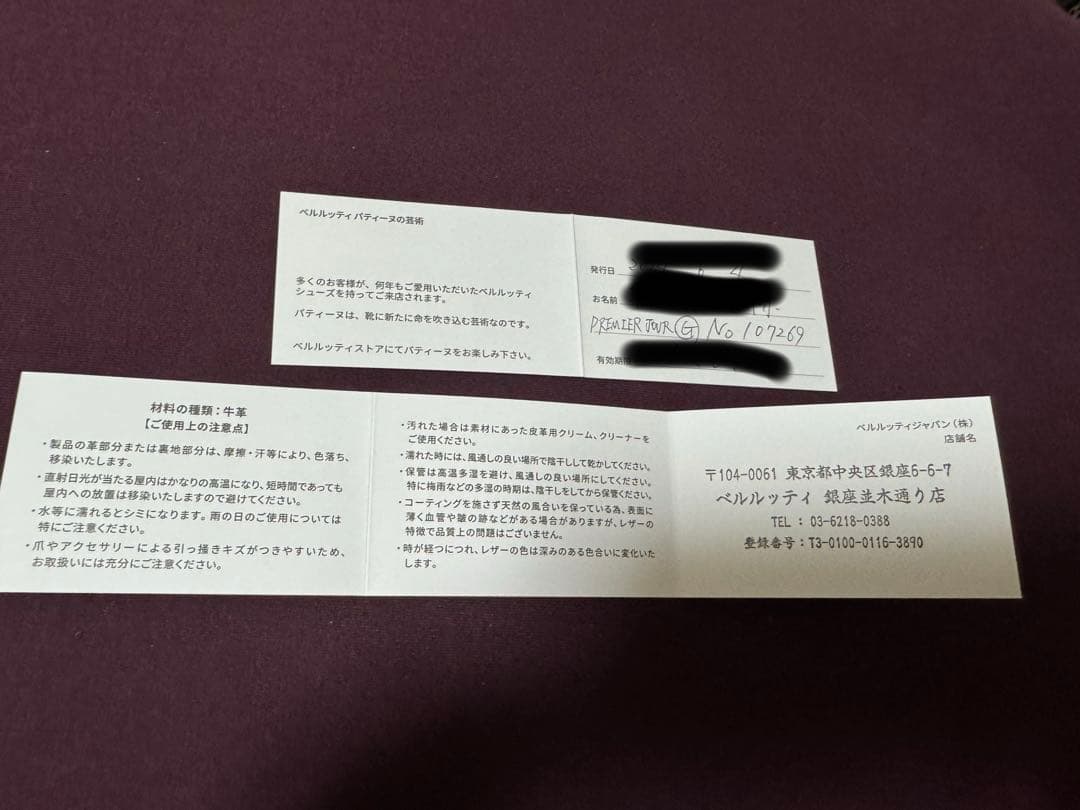 ベルルッティ パティーヌの芸術
多くのお客様が、何年もご愛用いただいたベルルッティ
シューズを持ってご来店されます。
パティーヌは、靴に新たに命を吹き込む芸術なのです。
ベルルッティストアにてパティーヌをお楽しみ下さい。
発行日
お名前
PREMIER JOUR Ⓖ No 107269
有効期限
材料の種類：牛革
【ご使用上の注意点】
・製品の革部分または裏地部分は、摩擦・汗等により、色落ち、
移染いたします。
・直射日光が当たる屋内はかなりの高温になり、短時間であっても
屋内への放置は移染いたしますので避けてください。
・水等に濡れるとシミになります。雨の日のご使用については
特にご注意ください。
・爪やアクセサリーによる引っ掻きキズがつきやすいため、
お取扱いには充分にご注意ください。
・汚れた場合は素材にあった皮革用クリーム、クリーナーを
ご使用ください。
・濡れた時には、風通しの良い場所で陰干しして乾かしてください。
・保管は高温多湿を避け、風通しの良い場所にしてください。
特に梅雨などの多湿の時期は、陰干しをしてから保管ください。
・コーティングを施さず天然の風合いを保っている為、表面に
薄く血管や皺の跡などがある場合がありますが、レザーの
特徴で品質上の問題はございません。
・時が経つにつれ、レザーの色は深みのある色合いに変化いた
します。
ベルルッティジャパン（株）
店舗名
〒104-0061 東京都中央区銀座6-6-7
ベルルッティ 銀座並木通り店
TEL : 03-6218-0388
登録番号：T3-0100-0116-3890